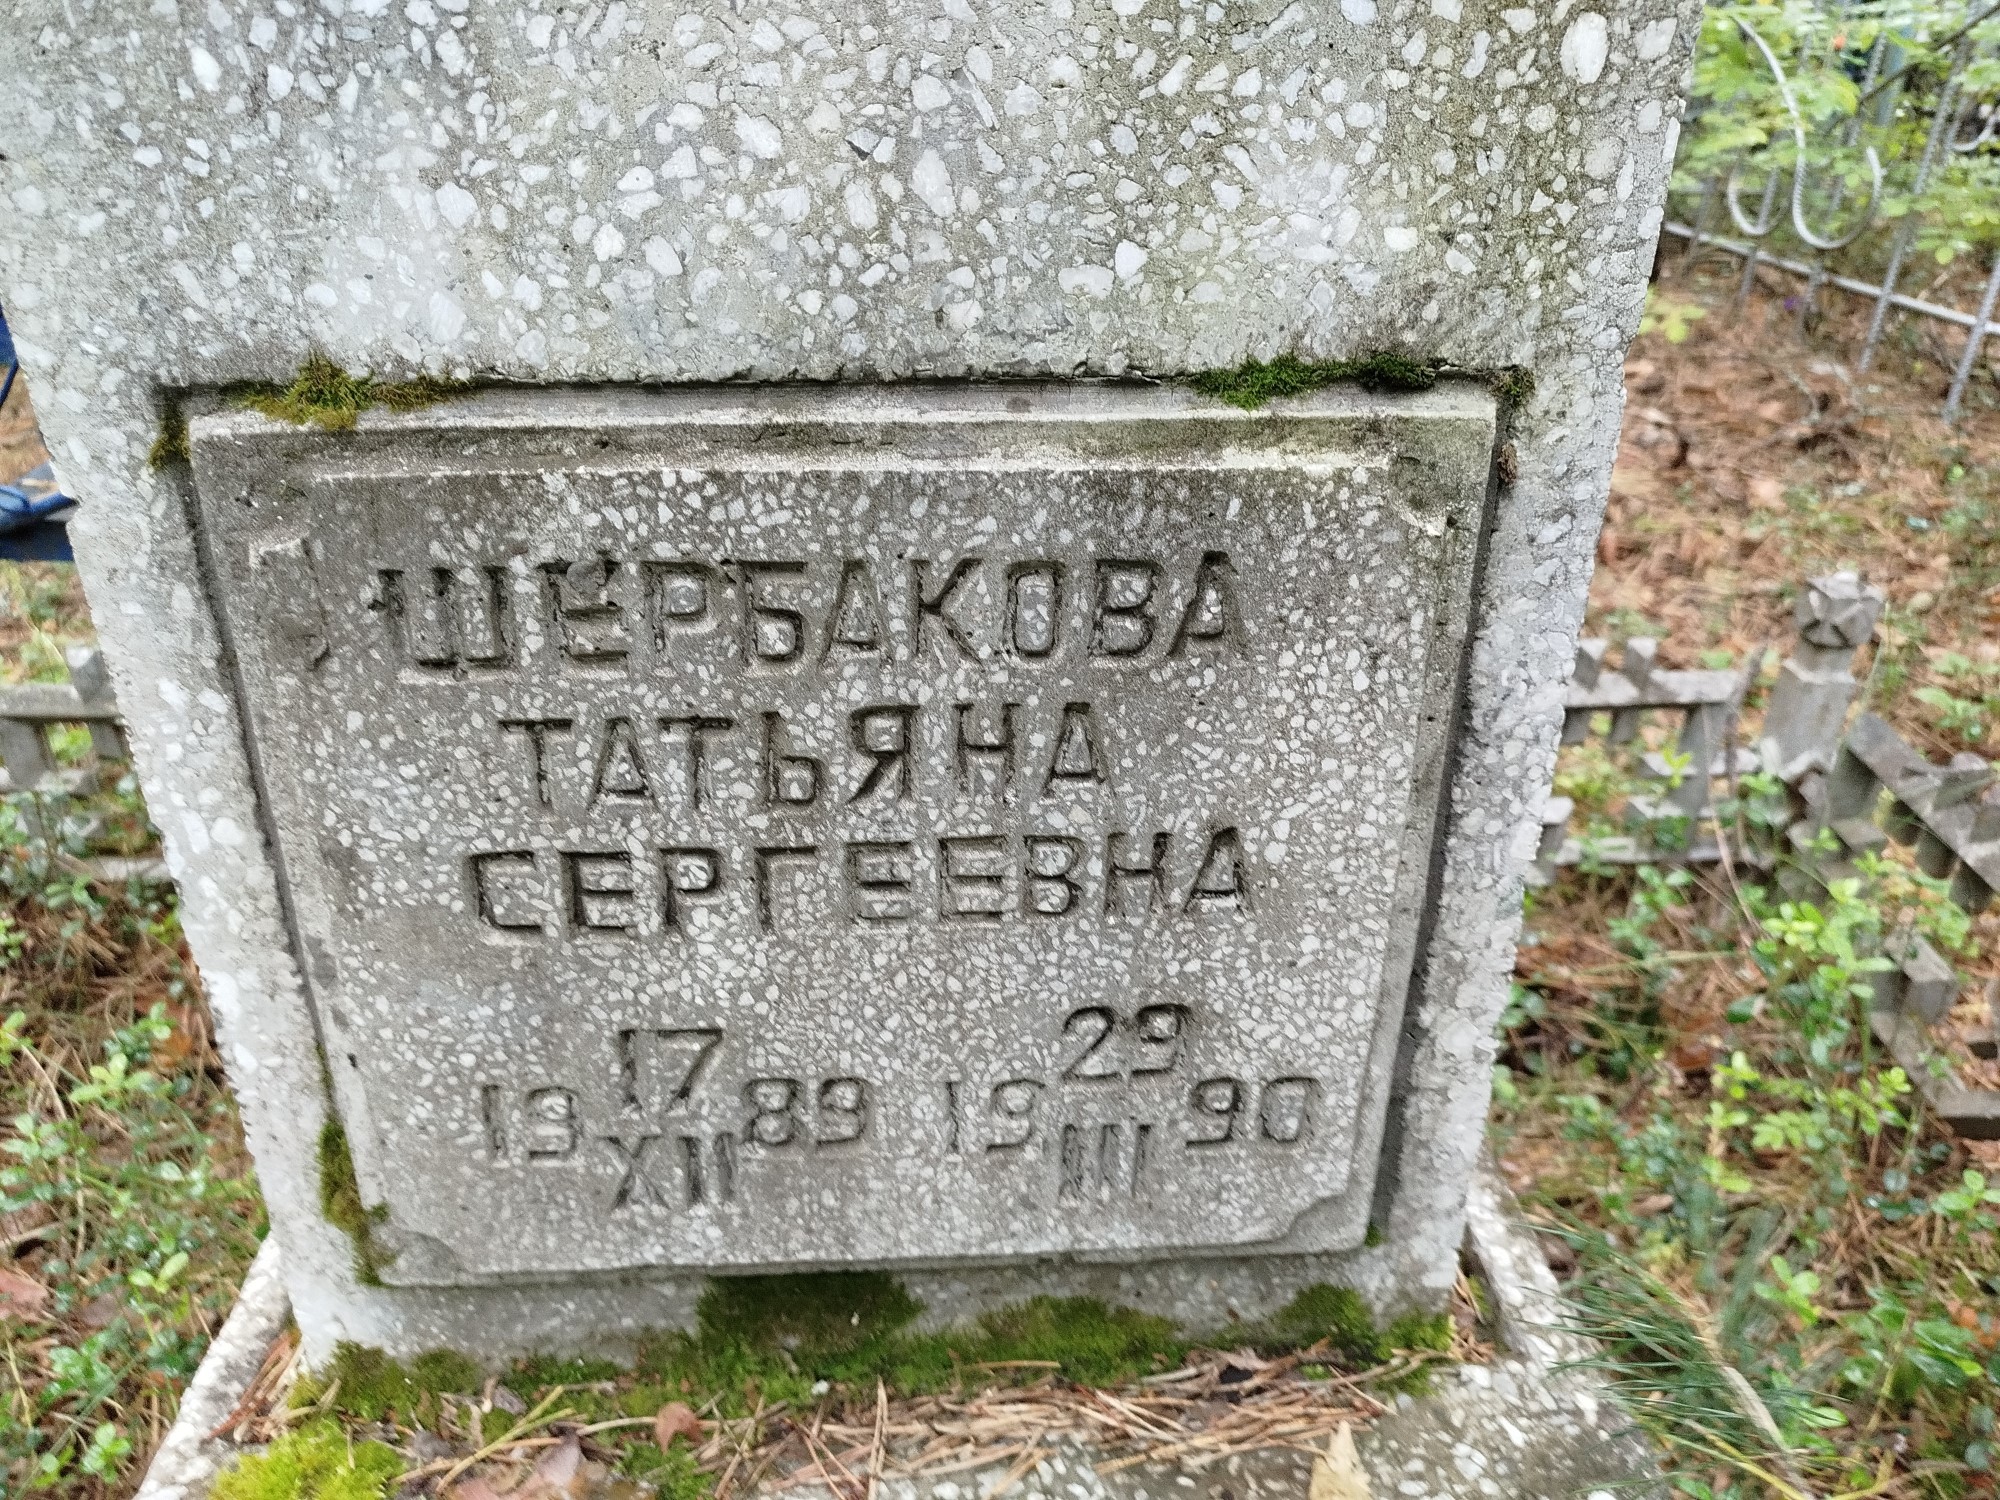 ЩЕРБАКОВА
ТАТЬЯНА
СЕРГЕЕВНА
17 29
19 89 19 90
XII III